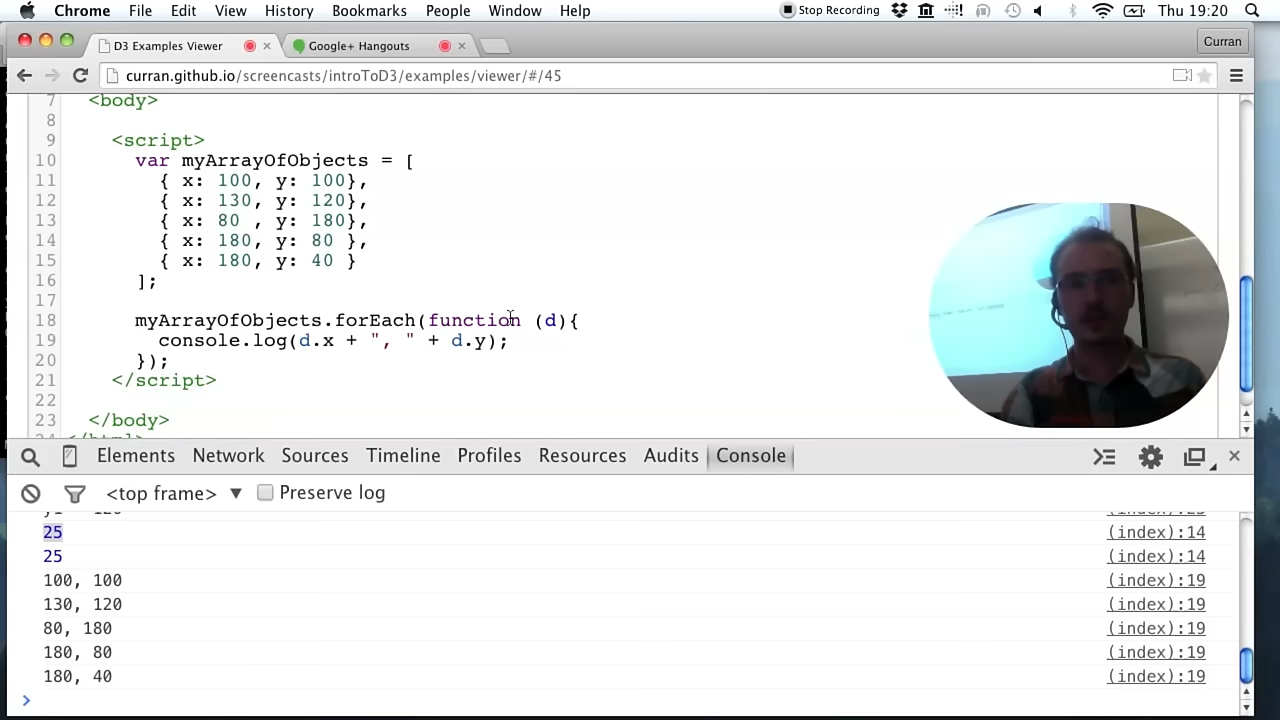 Chrome File Edit View History Bookmarks People Window Help Stop Recording Thu 19:20
D3 Examples Viewer × Google+ Hangouts × Curran
curran.github.io/screencasts/introToD3/examples/viewer/#/45
7 <body>
8
9 <script>
10 var myArrayOfObjects = [
11 { x: 100, y: 100},
12 { x: 130, y: 120},
13 { x: 80 , y: 180},
14 { x: 180, y: 80 },
15 { x: 180, y: 40 }
16 ];
17
18 myArrayOfObjects.forEach(function (d){
19 console.log(d.x + ", " + d.y);
20 });
21 </script>
22
23 </body>
24 </html>
Elements Network Sources Timeline Profiles Resources Audits Console
<top frame> ▼ Preserve log
25 (index):14
25 (index):14
100, 100 (index):19
130, 120 (index):19
80, 180 (index):19
180, 80 (index):19
180, 40 (index):19
>